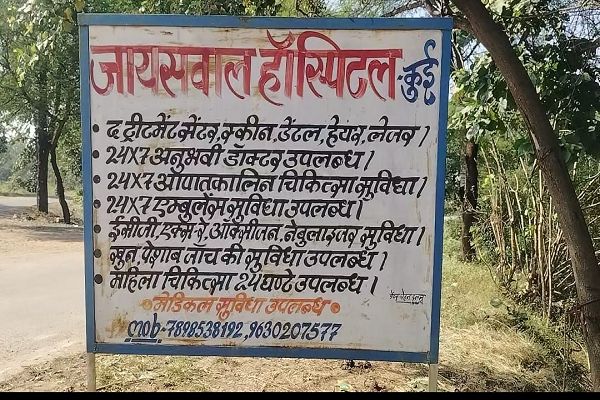 जायसवाल हॉस्पिटल-कुई
• द ट्रीटमेंट सेंटर, स्कीन, डेंटल, हेयर, लेजर।
• 24X7 अनुभवी डॉक्टर उपलब्ध।
• 24X7 आपातकालिन चिकित्सा सुविधा।
• 24X7 एम्बुलेंस सुविधा उपलब्ध।
• ईसीजी, एक्स-रे, ऑक्सीजन, नेबुलाइजर सुविधा।
• खुन, पेशाब जाँच की सुविधा उपलब्ध।
• महिला चिकित्सा 24 घण्टे उपलब्ध।
• मेडिकल सुविधा उपलब्ध •
mob-7898538192, 9630207577